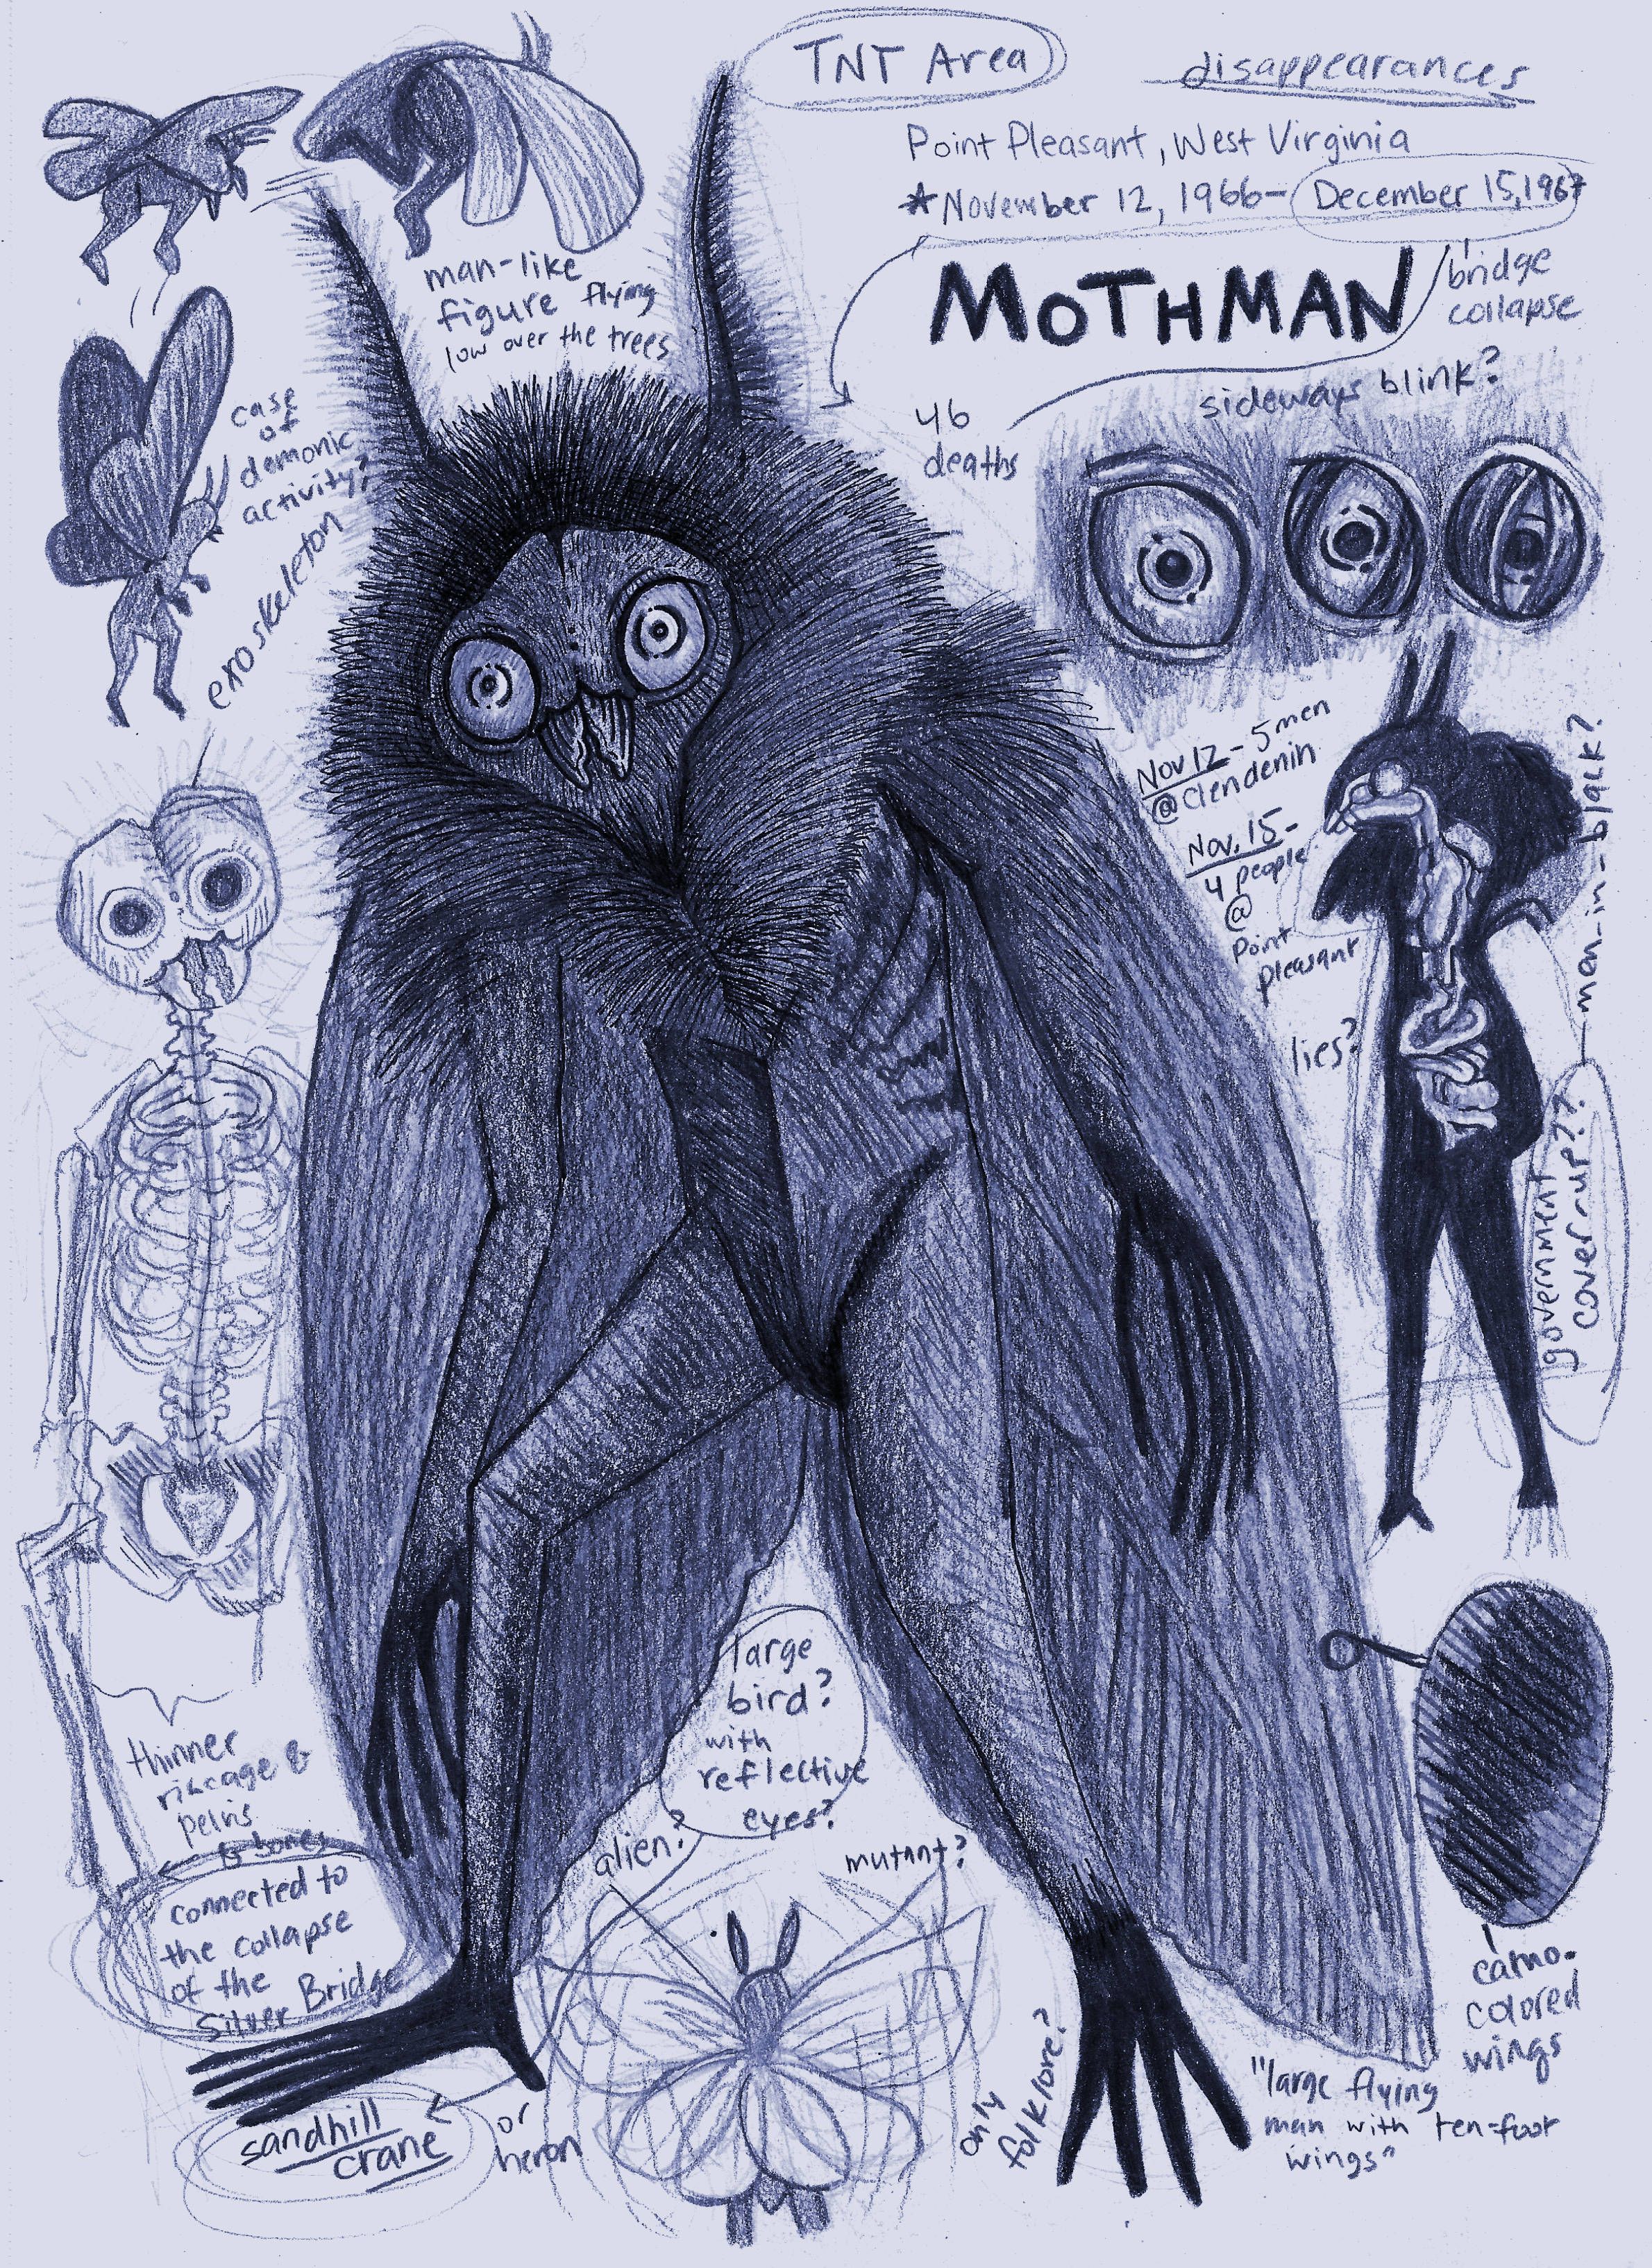 TNT Area
disappearances
Point Pleasant, West Virginia
*November 12, 1966-
December 15, 1967
MOTHMAN
bridge
collapse
46
deaths
sideways blink?
man-like
figure flying
low over the trees
case
of
demonic
activity?
exoskeleton
Nov 12 - 5 men
@ Clendenin
Nov. 15-
4 people
@
Point
pleasant
lies?
men-in-black?
government
cover-up??
large
bird?
with
reflective
eyes?
alien?
mutant?
thinner
ribcage &
pelvis
& bones
connected to
the collapse
of the
Silver Bridge
sandhill
crane
or
heron
only
folklore?
camo-
colored
wings
"large flying
man with ten-foot
wings"